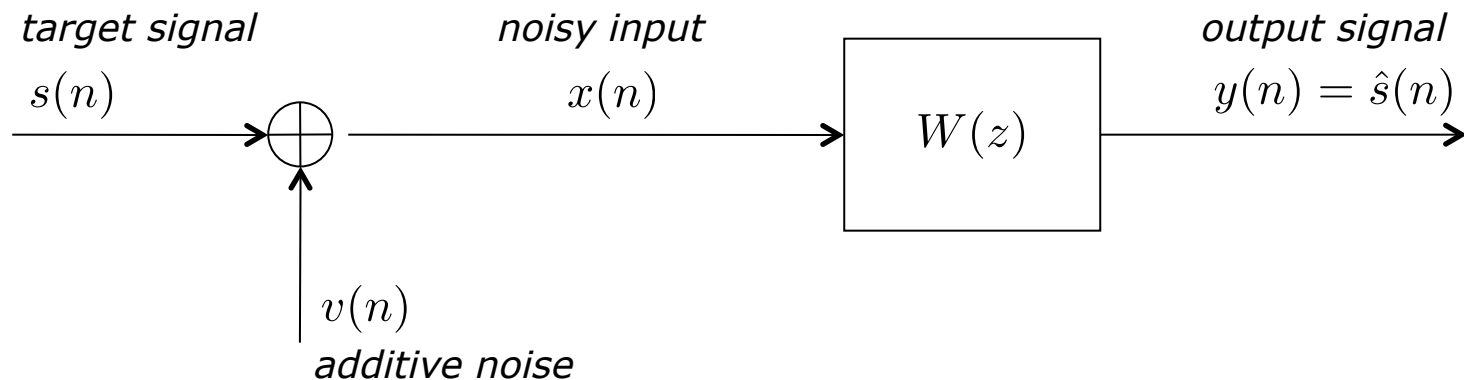 target signal
noisy input
output signal
s(n)
x(n)
y(n) = ŝ(n)
W(z)
v(n)
additive noise